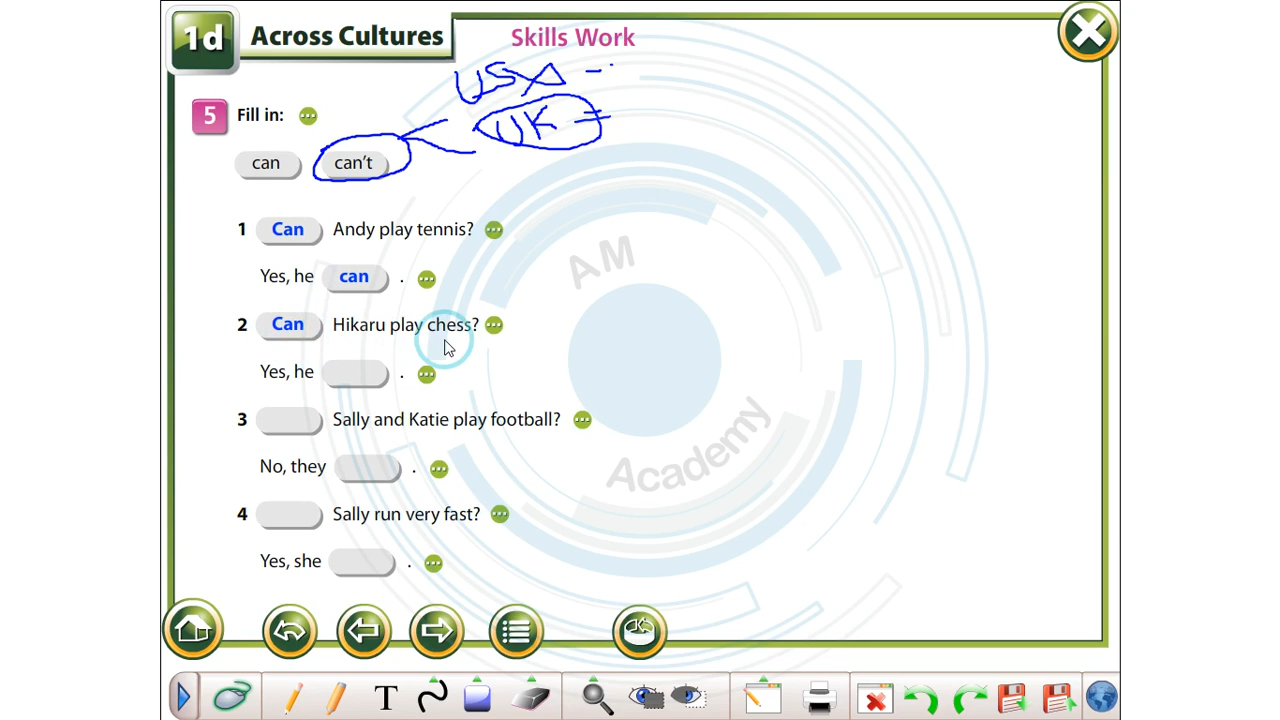 1d Across Cultures Skills Work
USA -
5 Fill in:
UK =
can can't
1 Can Andy play tennis?
Yes, he can .
AM
2 Can Hikaru play chess?
Yes, he .
3 Sally and Katie play football?
No, they .
Academy
4 Sally run very fast?
Yes, she .
T